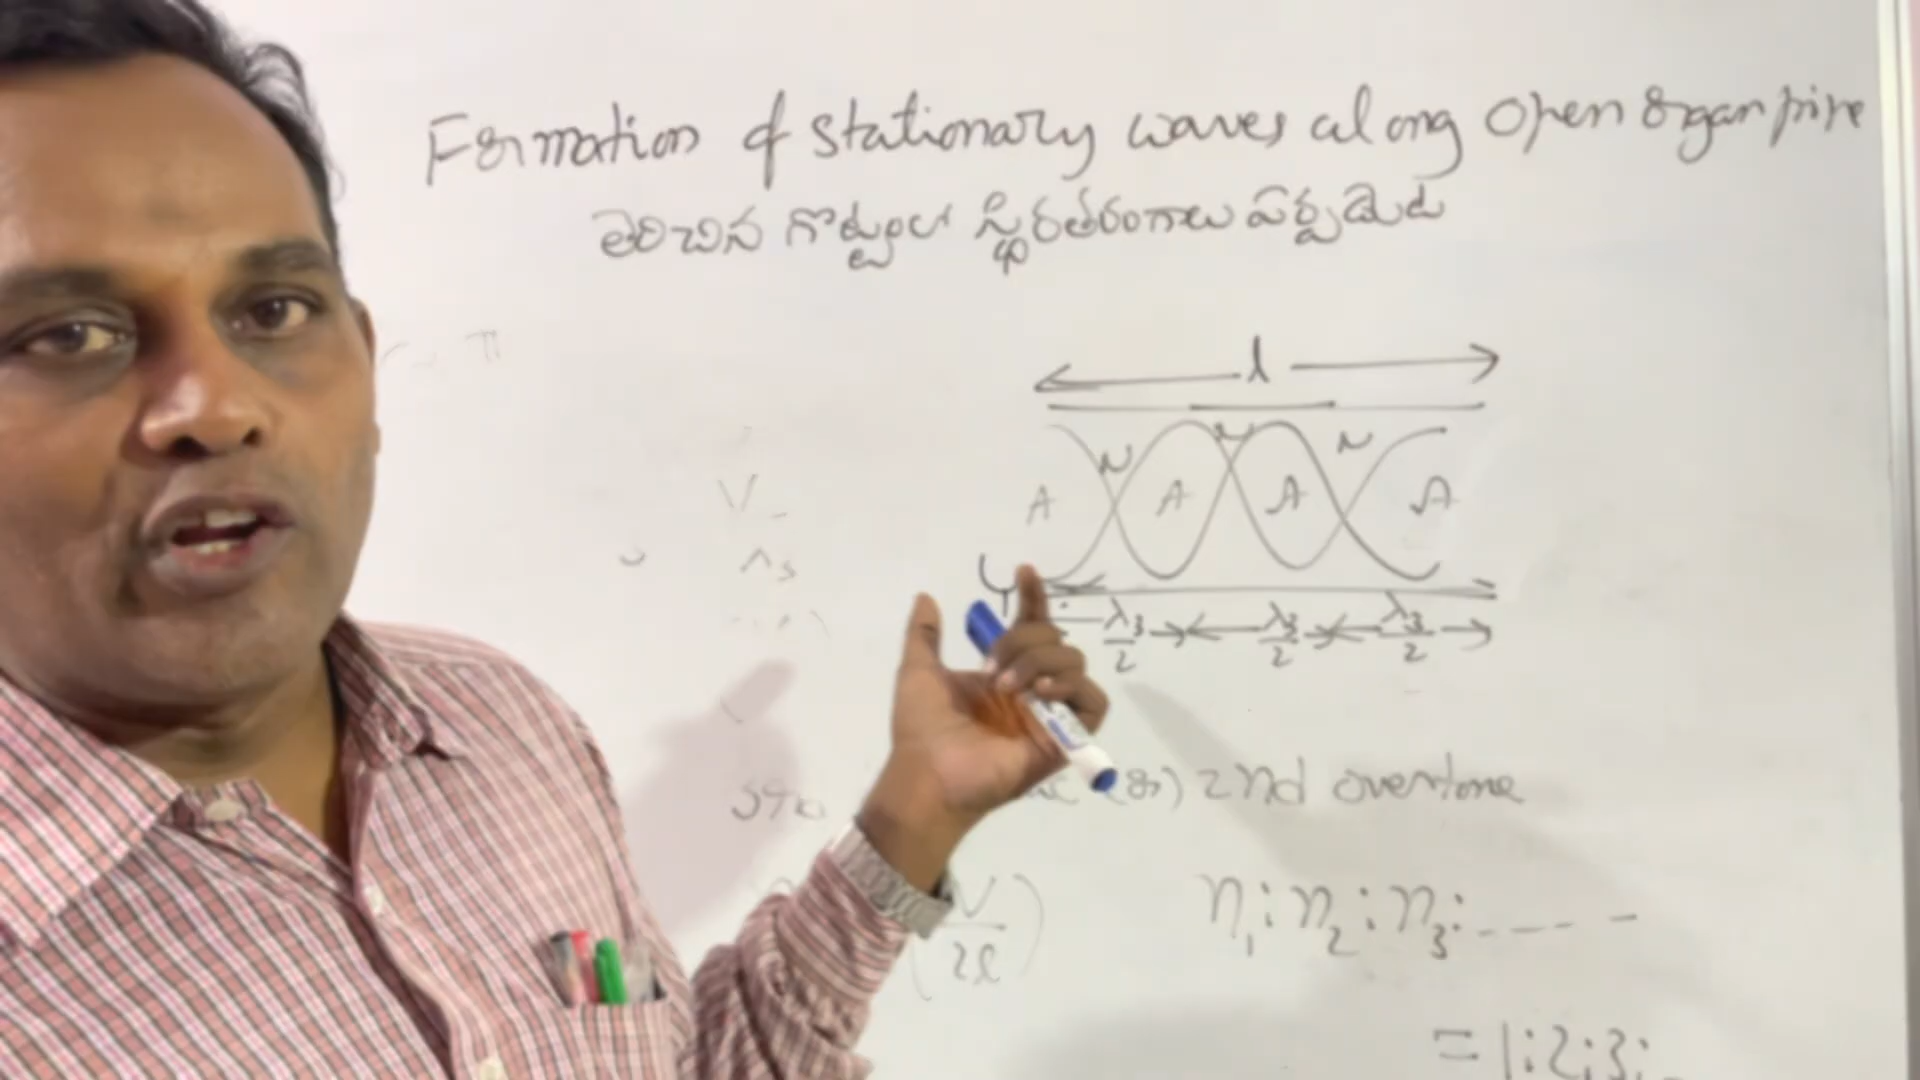 Formation of stationary waves along open organ pipe
తెరిచిన గొట్టంలో స్థిరతరంగాలు ఏర్పడుట
l
N N N
A A A A
λ3/2 λ3/2 λ3/2
(or) 2nd overtone
(V/2l) n1 : n2 : n3 : - - - -
= 1 : 2 : 3 :